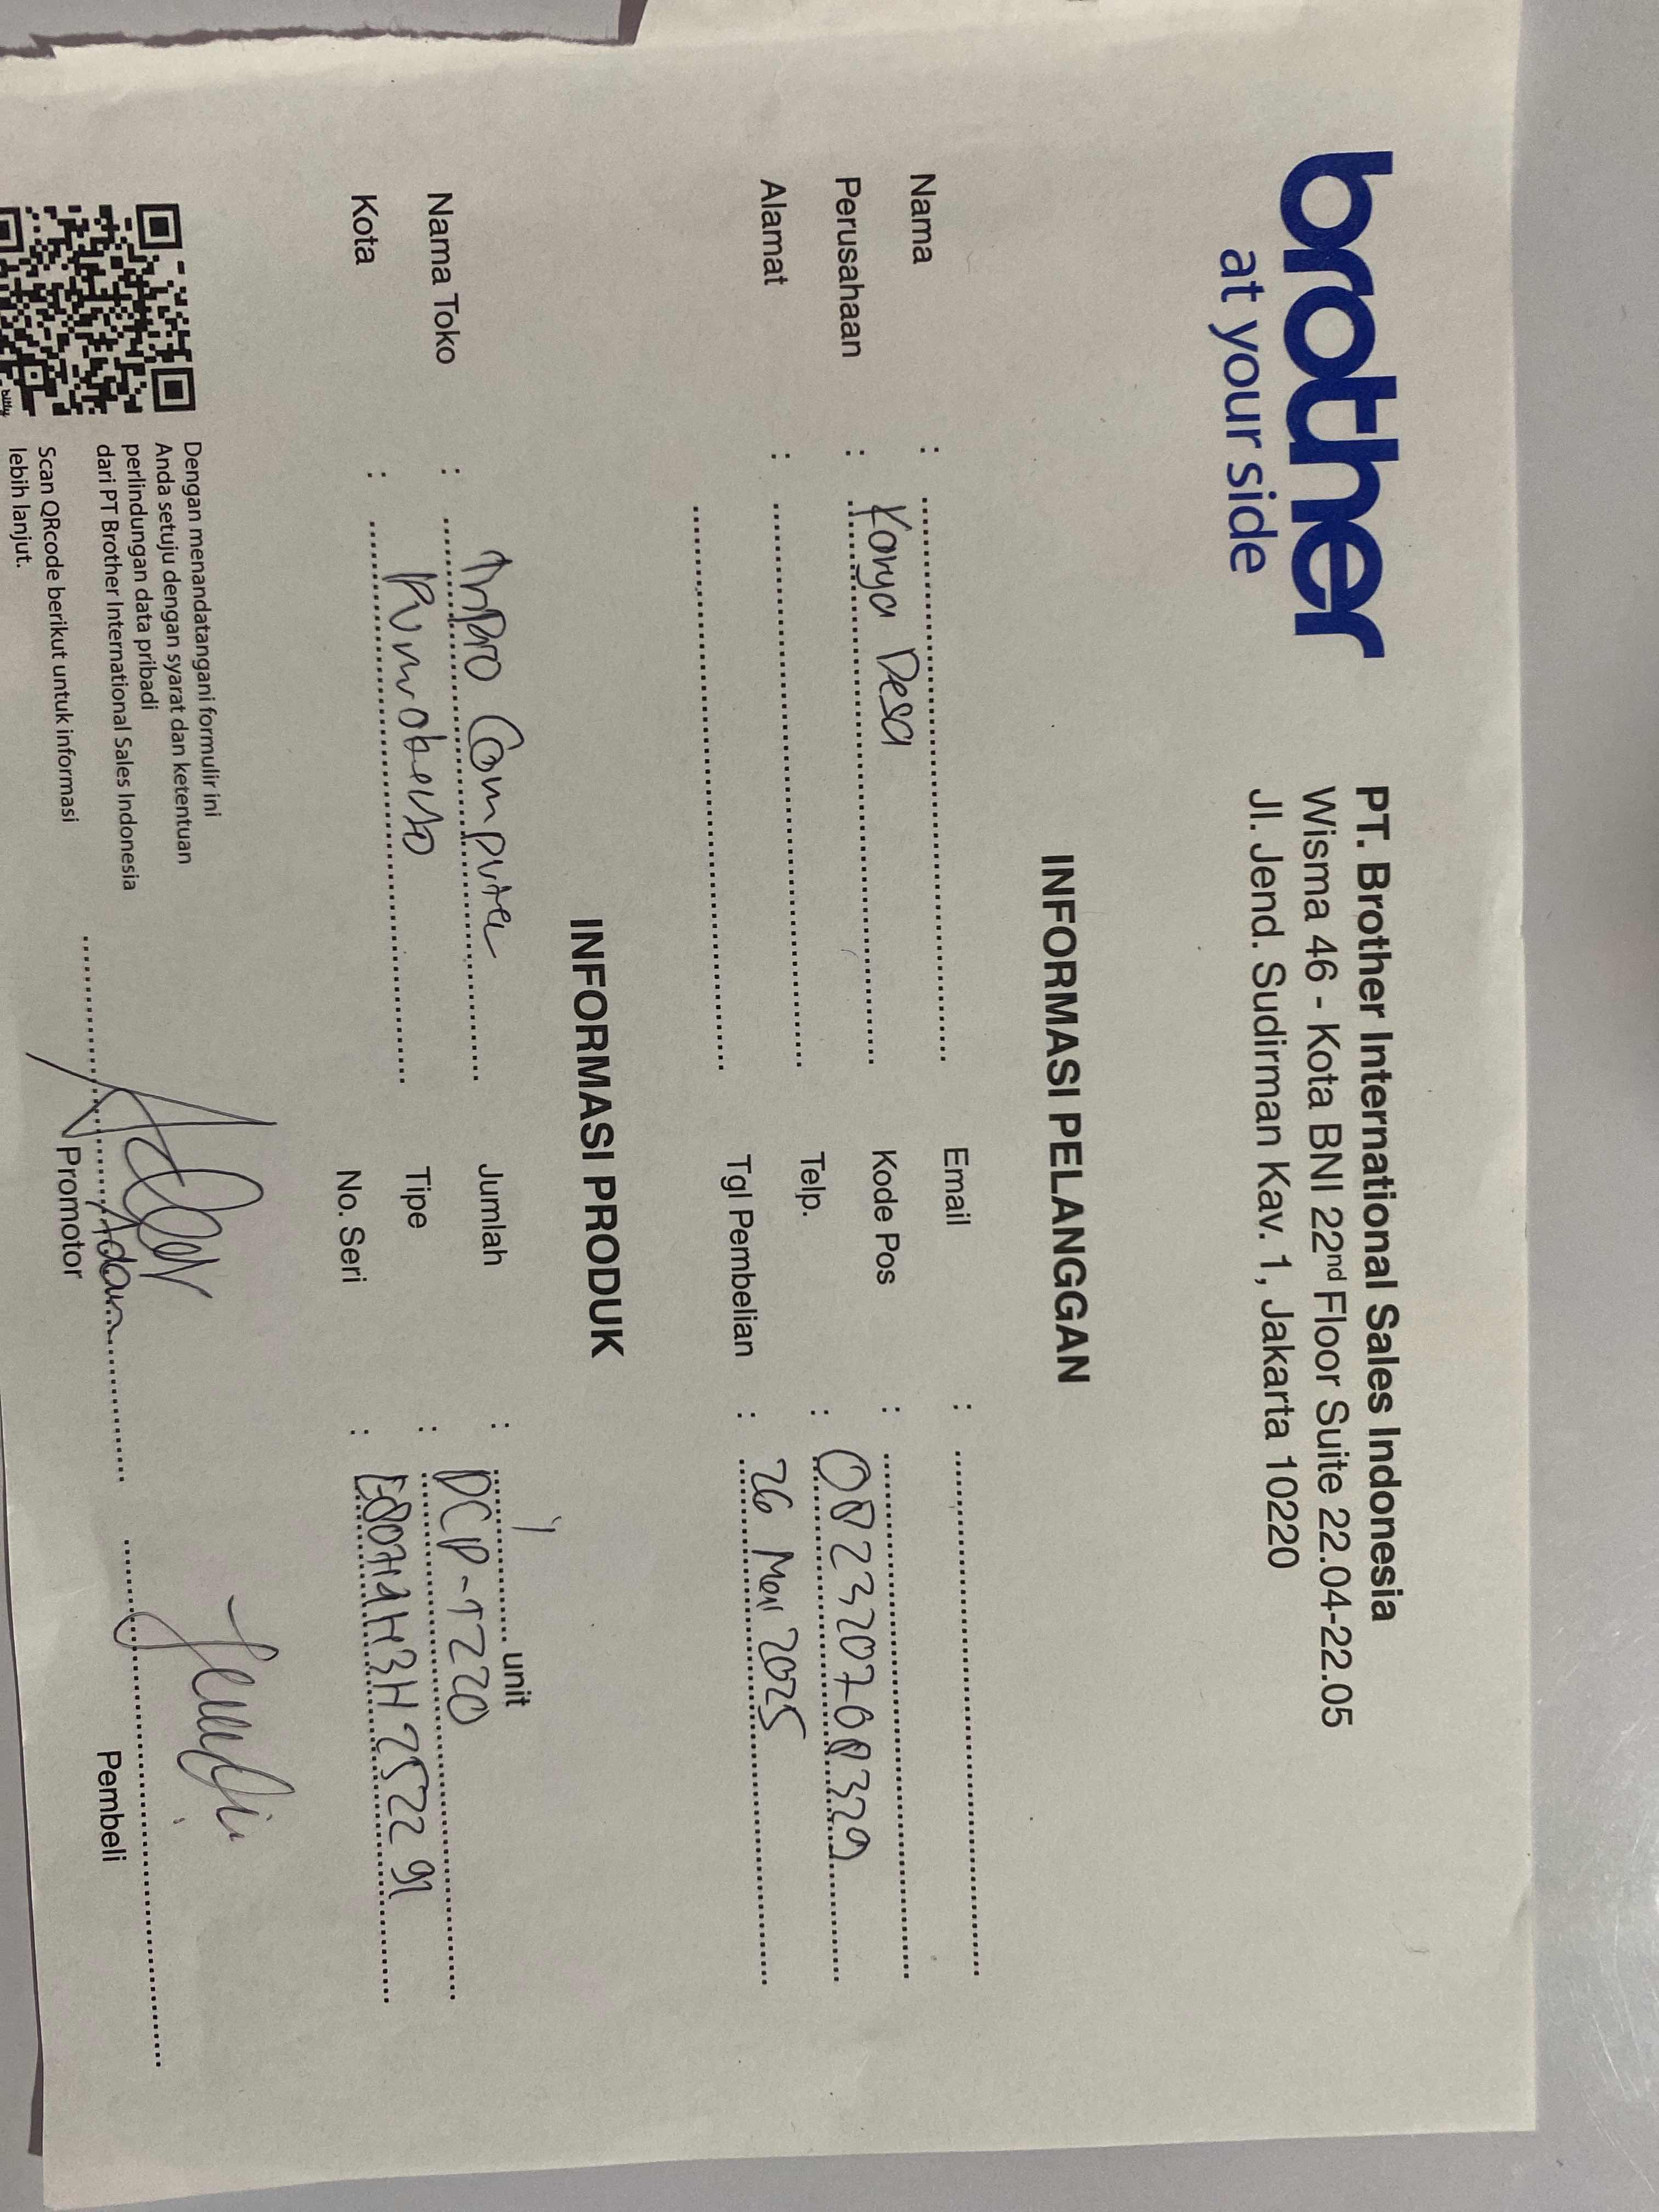 brother
at your side
PT. Brother International Sales Indonesia
Wisma 46 - Kota BNI 22nd Floor Suite 22.04-22.05
Jl. Jend. Sudirman Kav. 1, Jakarta 10220
INFORMASI PELANGGAN
Nama :
Perusahaan : Karya Desa
Alamat :
Email :
Kode Pos :
Telp. : 082320708329
Tgl Pembelian : 26 Mei 2025
INFORMASI PRODUK
Nama Toko : Inpro Computer
Kota : Purwokerto
Jumlah : 1 unit
Tipe : DCP-T220
No. Seri :
Dengan menandatangani formulir ini
Anda setuju dengan syarat dan ketentuan
perlindungan data pribadi
dari PT Brother International Sales Indonesia
Scan QRcode berikut untuk informasi
lebih lanjut.
bitly
Adam
Promotor
Pembeli